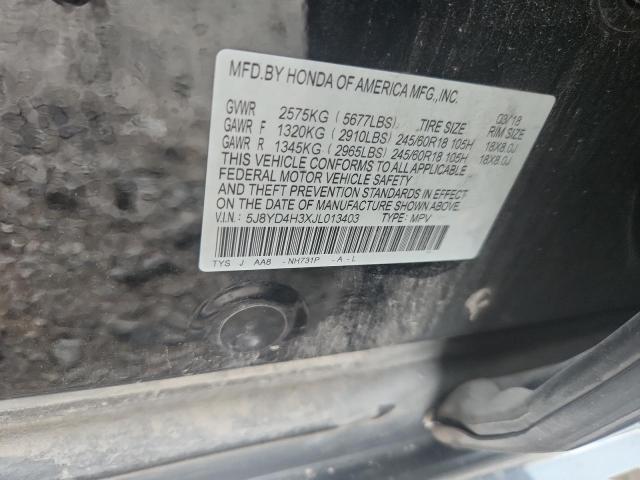 MFD.BY HONDA OF AMERICA MFG.,INC.
03/18
GVWR 2575KG (5677LBS) TIRE SIZE RIM SIZE
GAWR F 1320KG (2910LBS) 245/60R18 105H 18X8.0J
GAWR R 1345KG (2965LBS) 245/60R18 105H 18X8.0J
THIS VEHICLE CONFORMS TO ALL APPLICABLE
FEDERAL MOTOR VEHICLE SAFETY
AND THEFT PREVENTION STANDARDS IN EFFECT
ON THE DATE OF MANUFACTURE SHOWN ABOVE.
V.I.N.: 5J8YD4H3XJL013403 TYPE: MPV
TYS J AA8 -NH731P -A-L